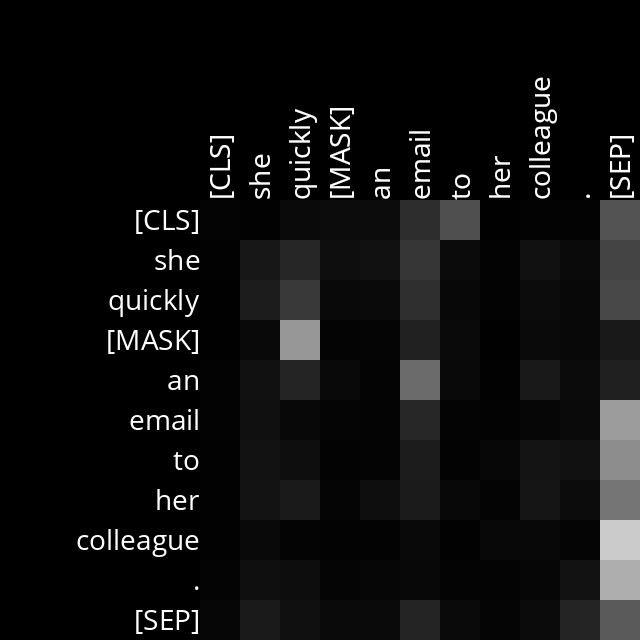 [CLS]
she
quickly
[MASK]
an
email
to
her
colleague
.
[SEP]
[CLS]
she
quickly
[MASK]
an
email
to
her
colleague
.
[SEP]